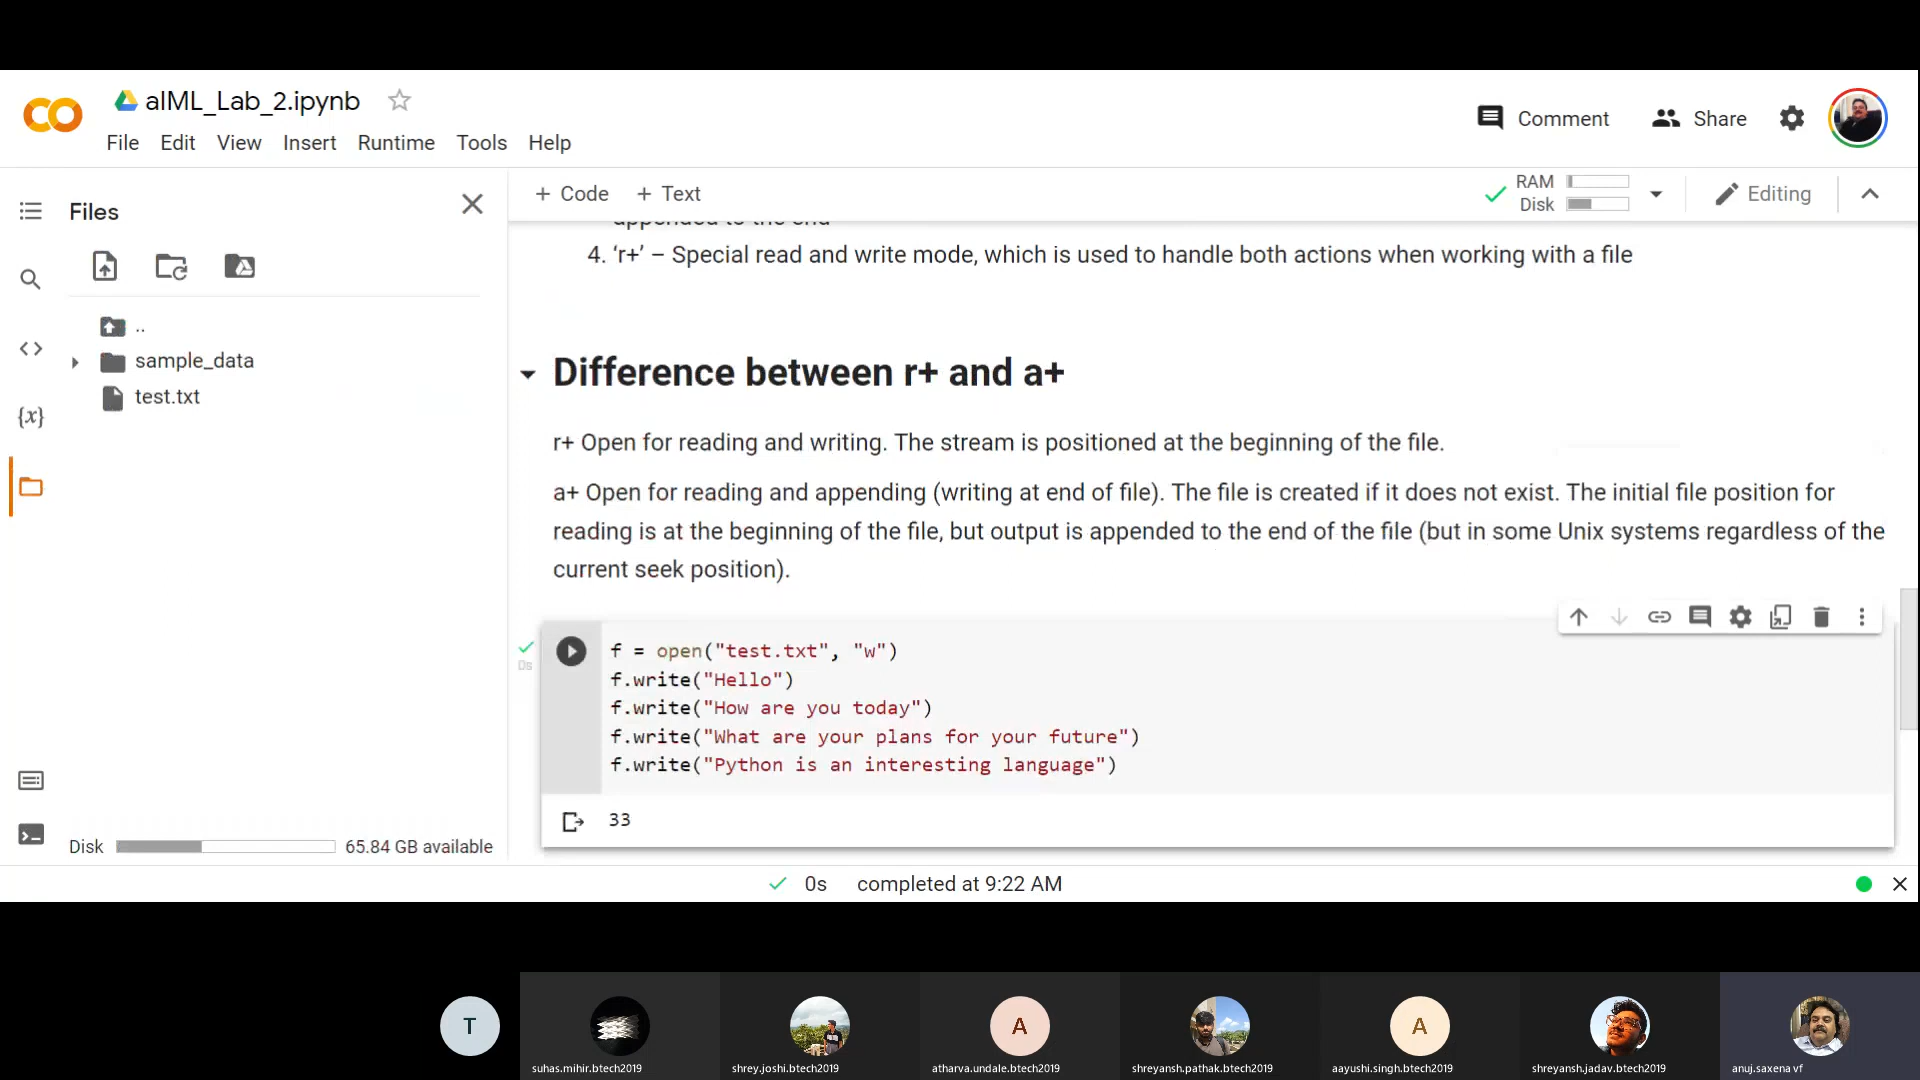 aIML_Lab_2.ipynb
File Edit View Insert Runtime Tools Help
Comment
Share
Files
+ Code + Text
RAM
Disk
Editing
..
sample_data
test.txt
{x}
Disk 65.84 GB available
appended to the end
4. ‘r+’ – Special read and write mode, which is used to handle both actions when working with a file
Difference between r+ and a+
r+ Open for reading and writing. The stream is positioned at the beginning of the file.
a+ Open for reading and appending (writing at end of file). The file is created if it does not exist. The initial file position for
reading is at the beginning of the file, but output is appended to the end of the file (but in some Unix systems regardless of the
current seek position).
0s
f = open("test.txt", "w")
f.write("Hello")
f.write("How are you today")
f.write("What are your plans for your future")
f.write("Python is an interesting language")
33
0s completed at 9:22 AM
T
A
A
suhas.mihir.btech2019
shrey.joshi.btech2019
atharva.undale.btech2019
shreyansh.pathak.btech2019
aayushi.singh.btech2019
shreyansh.jadav.btech2019
anuj.saxena vf